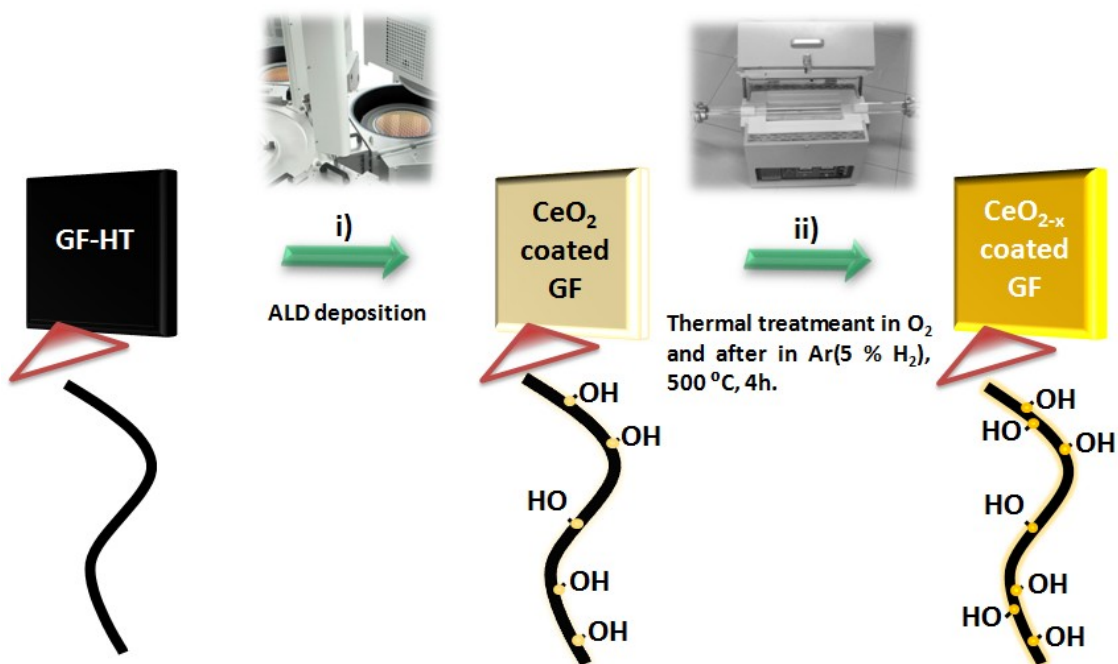 GF-HT
i)
ALD deposition
CeO₂
coated
GF
ii)
Thermal treatmeant in O₂
and after in Ar(5 % H₂),
500 ⁰C, 4h.
CeO₂₋ₓ
coated
GF
OH
OH
HO
OH
OH
OH
HO
OH
HO
OH
HO
OH